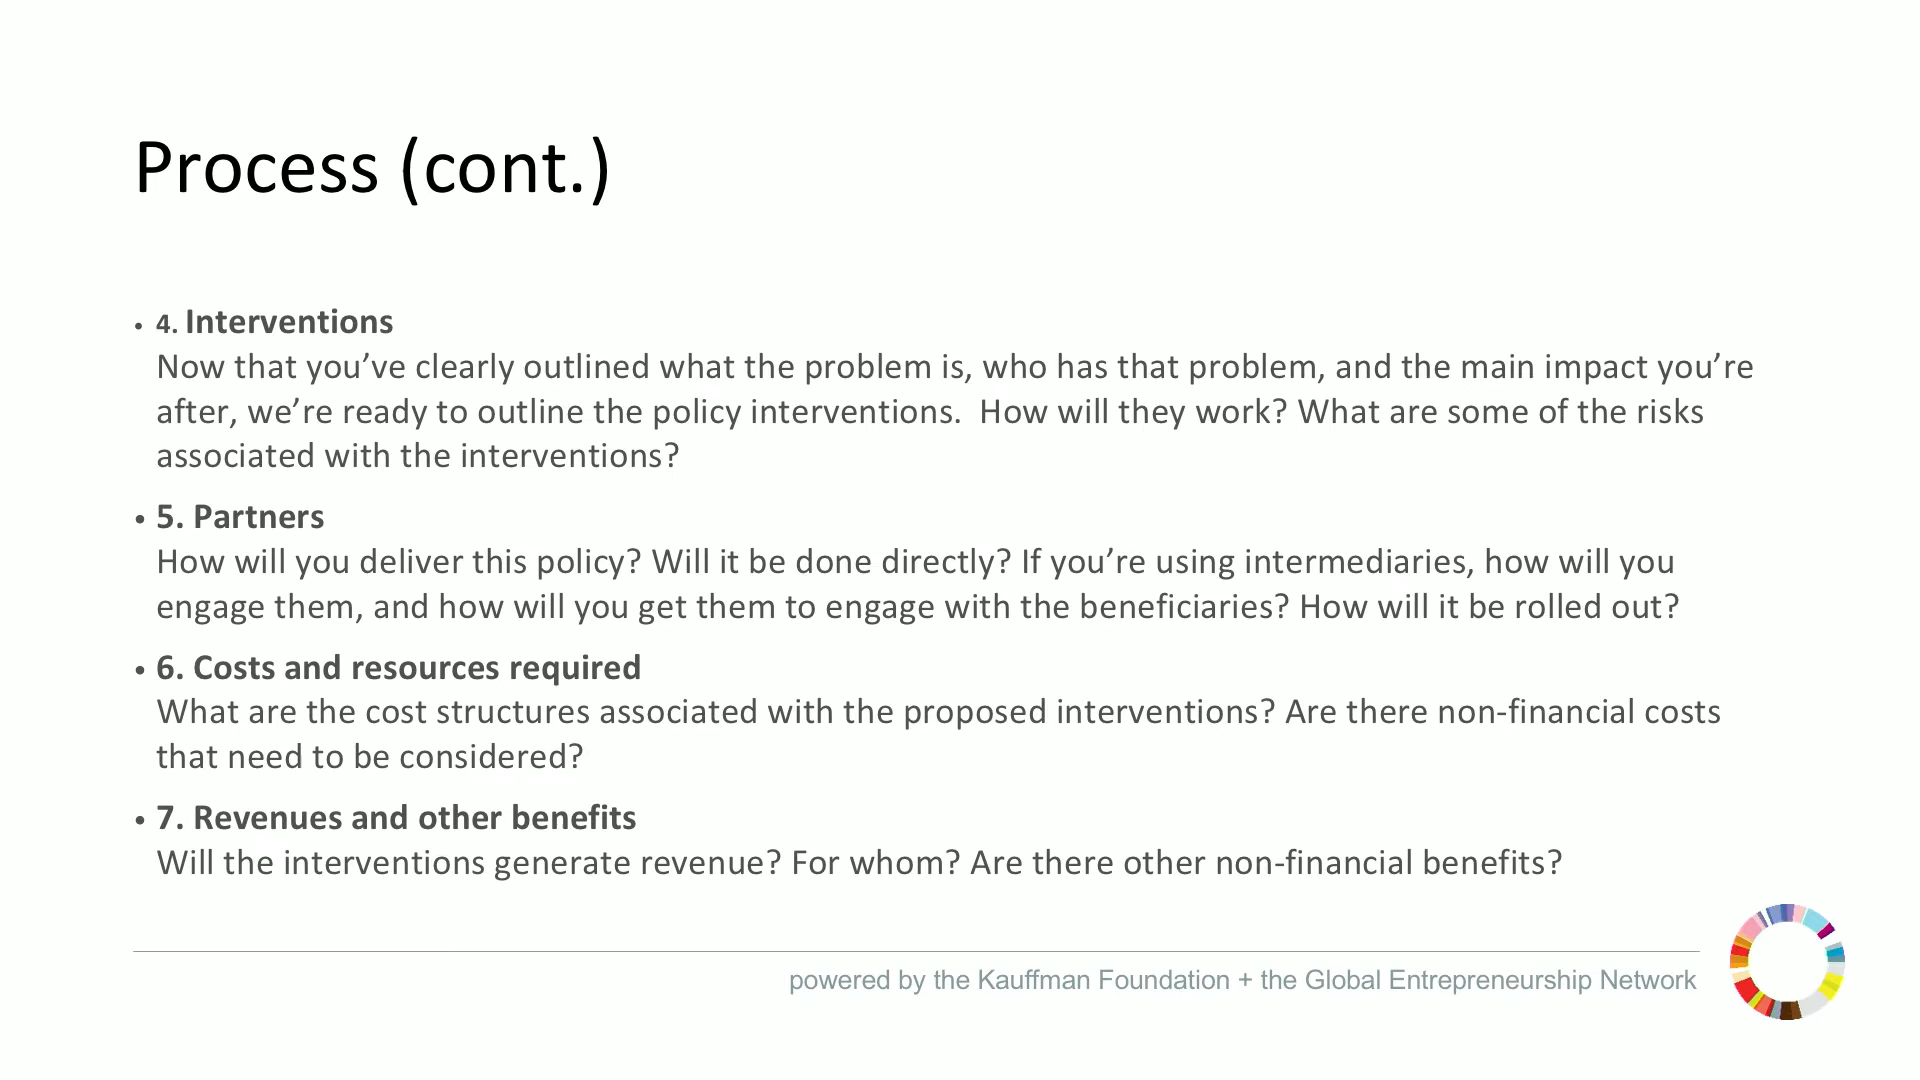 Process (cont.)
• 4. Interventions
Now that you’ve clearly outlined what the problem is, who has that problem, and the main impact you’re
after, we’re ready to outline the policy interventions.  How will they work? What are some of the risks
associated with the interventions?
• 5. Partners
How will you deliver this policy? Will it be done directly? If you’re using intermediaries, how will you
engage them, and how will you get them to engage with the beneficiaries? How will it be rolled out?
• 6. Costs and resources required
What are the cost structures associated with the proposed interventions? Are there non-financial costs
that need to be considered?
• 7. Revenues and other benefits
Will the interventions generate revenue? For whom? Are there other non-financial benefits?
powered by the Kauffman Foundation + the Global Entrepreneurship Network